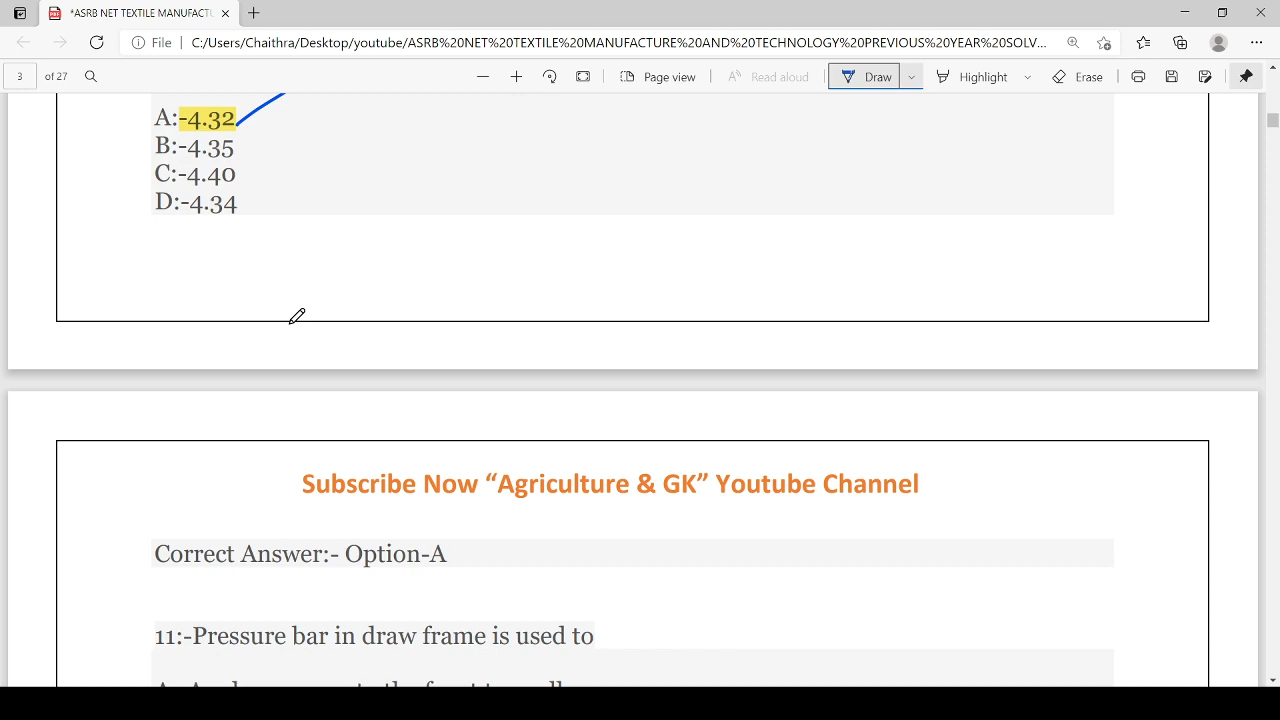 *ASRB NET TEXTILE MANUFACTU
File
C:/Users/Chaithra/Desktop/youtube/ASRB%20NET%20TEXTILE%20MANUFACTURE%20AND%20TECHNOLOGY%20PREVIOUS%20YEAR%20SOLV...
3 of 27
Page view
Read aloud
Draw
Highlight
Erase
A:-4.32
B:-4.35
C:-4.40
D:-4.34
Subscribe Now “Agriculture & GK” Youtube Channel
Correct Answer:- Option-A
11:-Pressure bar in draw frame is used to